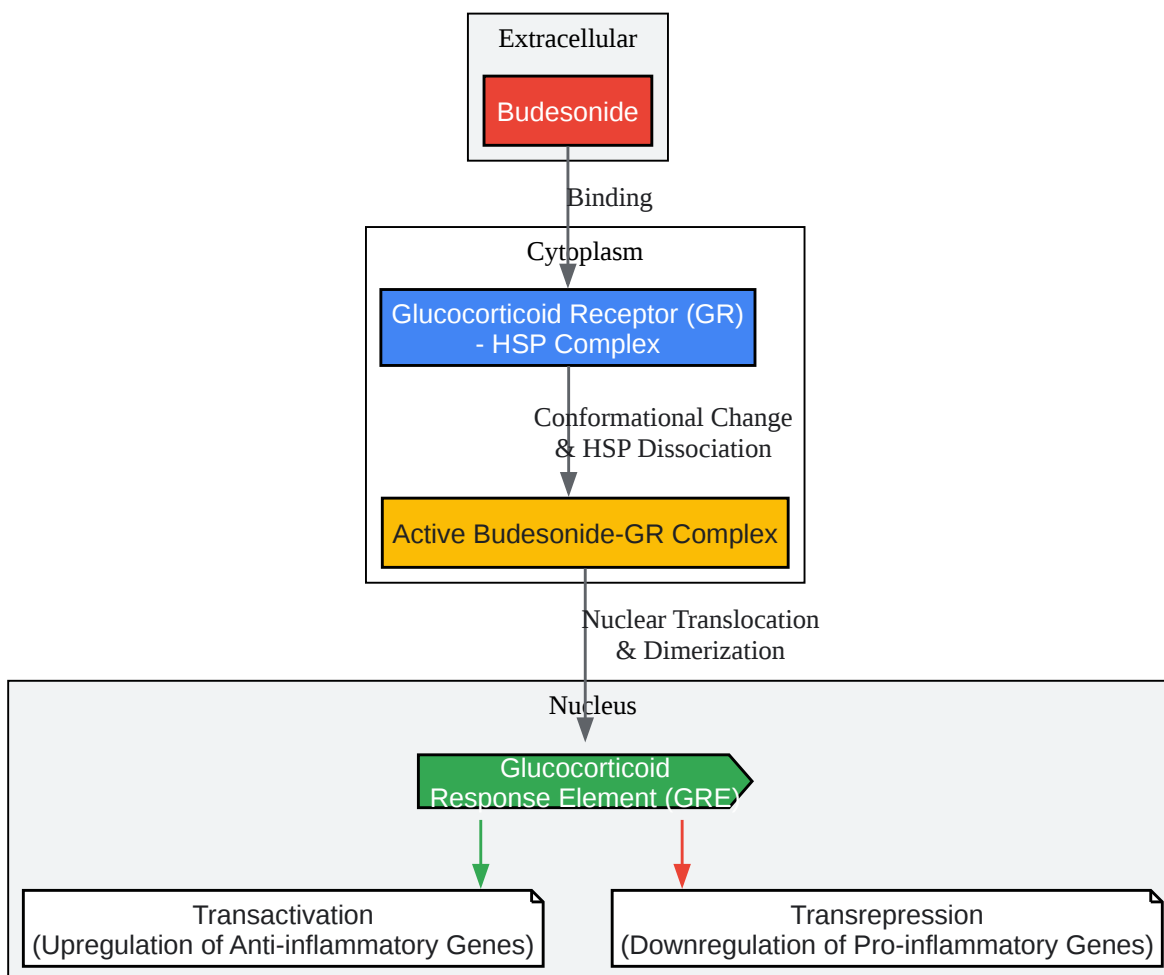 Extracellular
Budesonide
Binding
Cytoplasm
Glucocorticoid Receptor (GR)
- HSP Complex
Conformational Change
& HSP Dissociation
Active Budesonide-GR Complex
Nuclear Translocation
& Dimerization
Nucleus
Glucocorticoid
Response Element (GRE)
Transactivation
(Upregulation of Anti-inflammatory Genes)
Transrepression
(Downregulation of Pro-inflammatory Genes)